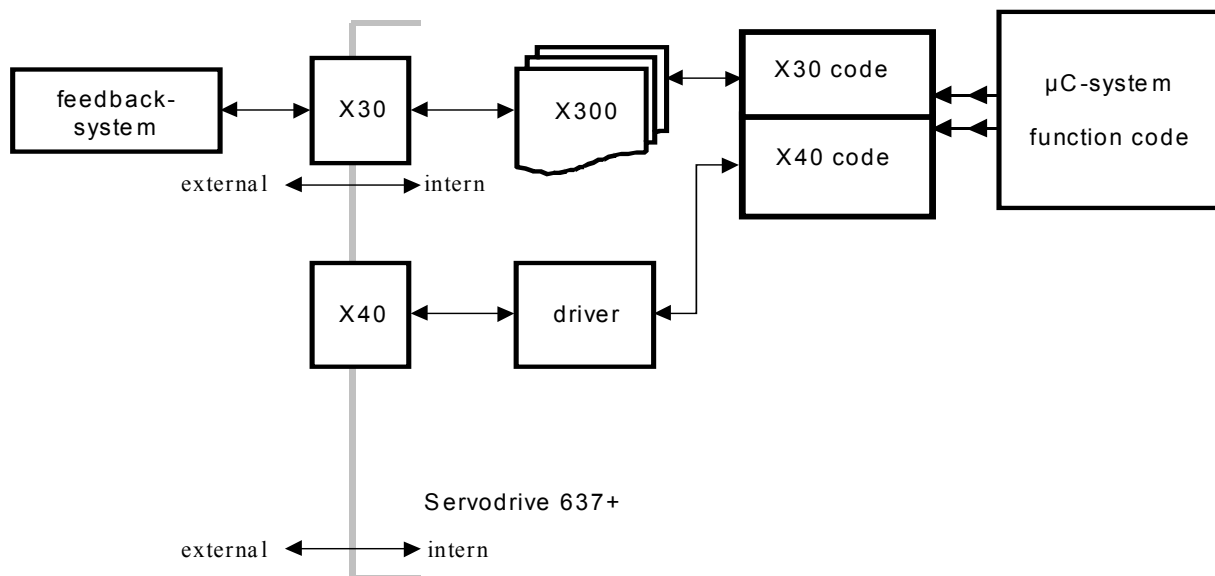 feedback-
system
X30
X300
X30 code
X40 code
µC-system
function code
external
intern
X40
driver
Servodrive 637+
external
intern